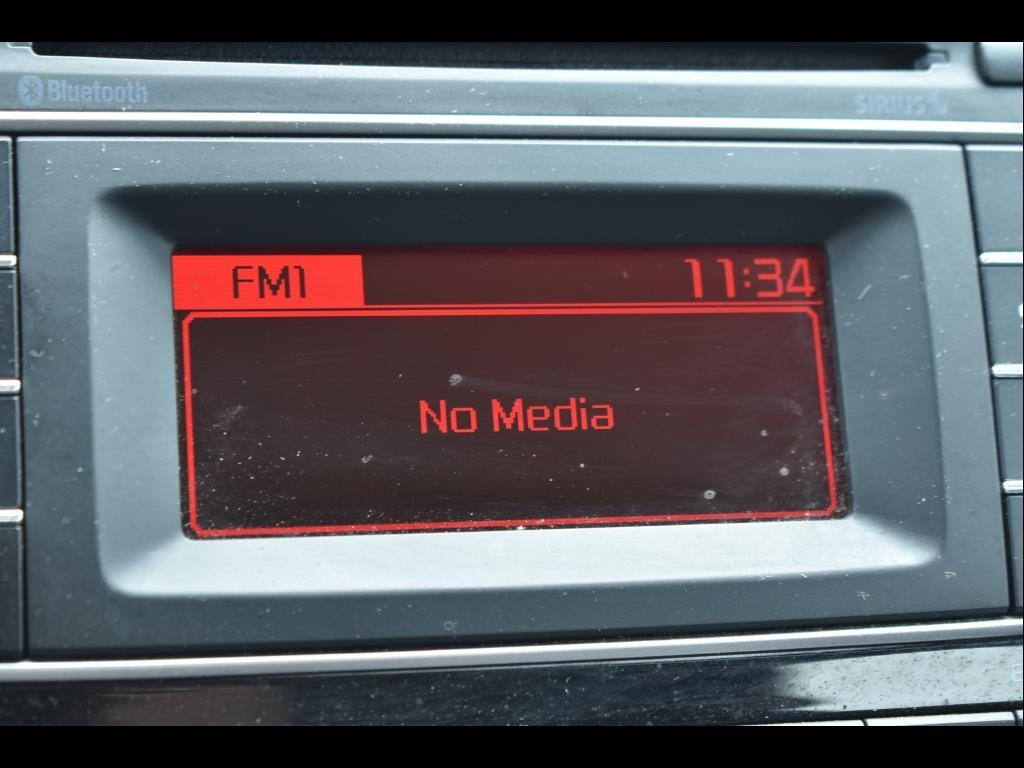 Bluetooth
SIRIUS
FM1
11:34
No Media